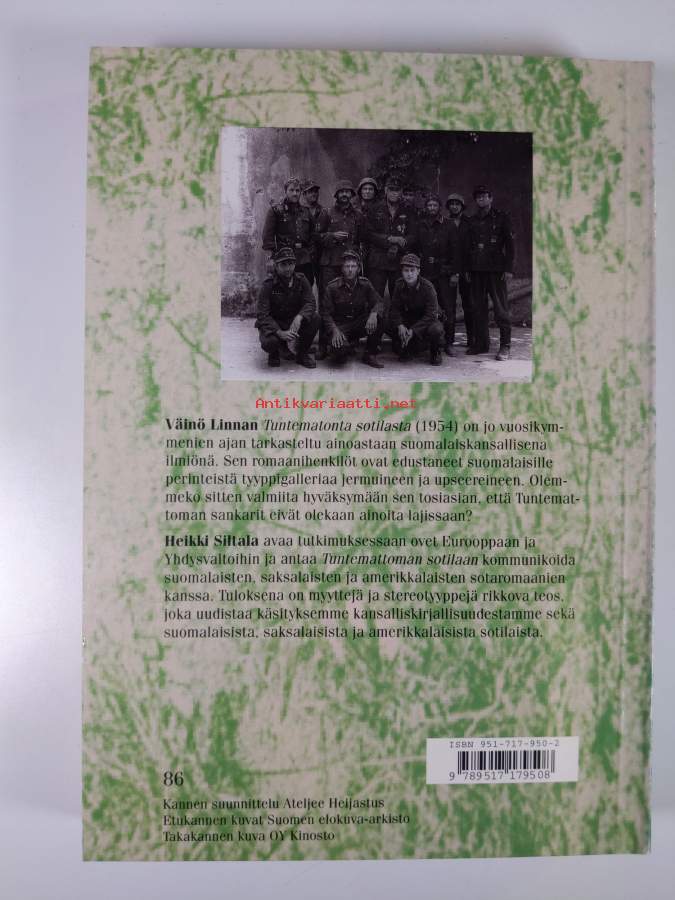 Antikvariaatti.net
Väinö Linnan Tuntematonta sotilasta (1954) on jo vuosikym-
menien ajan tarkasteltu ainoastaan suomalaiskansallisena
ilmiönä. Sen romaanihenkilöt ovat edustaneet suomalaisille
perinteistä tyyppigalleriaa jermuineen ja upseereineen. Olem-
meko sitten valmiita hyväksymään sen tosiasian, että Tuntemat-
toman sankarit eivät olekaan ainoita lajissaan?
Heikki Siltala avaa tutkimuksessaan ovet Eurooppaan ja
Yhdysvaltoihin ja antaa Tuntemattoman sotilaan kommunikoida
suomalaisten, saksalaisten ja amerikkalaisten sotaromaanien
kanssa. Tuloksena on myyttejä ja stereotyyppejä rikkova teos,
joka uudistaa käsityksemme kansalliskirjallisuudestamme sekä
suomalaisista, saksalaisista ja amerikkalaisista sotilaista.
ISBN 951-717-950-2
9 789517 179508
86
Kannen suunnittelu Ateljee Heijastus
Etukannen kuvat Suomen elokuva-arkisto
Takakannen kuva OY Kinosto